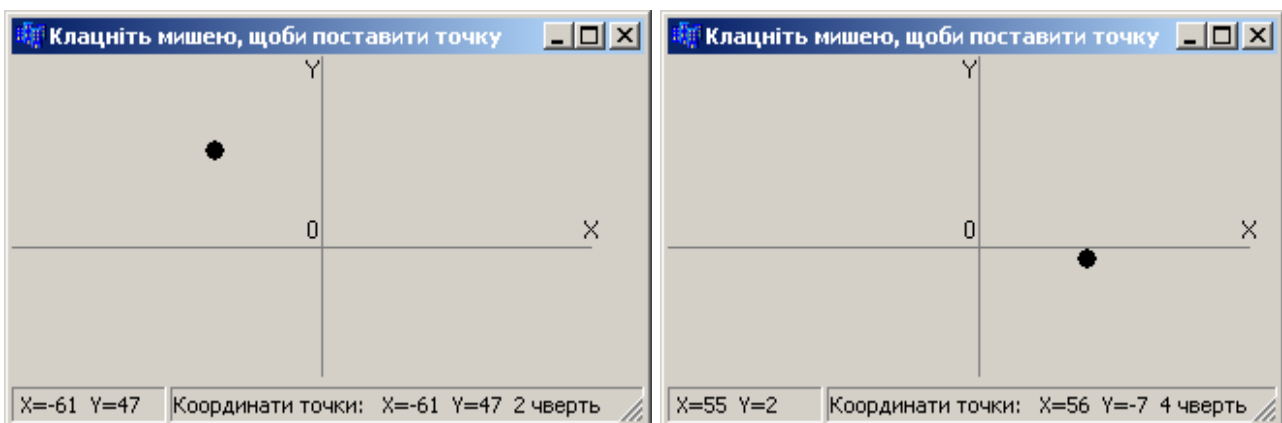 Клацніть мишею, щоби поставити точку
Y
0
X
X=-61 Y=47
Координати точки: X=-61 Y=47 2 чверть
Клацніть мишею, щоби поставити точку
Y
0
X
X=55 Y=2
Координати точки: X=56 Y=-7 4 чверть